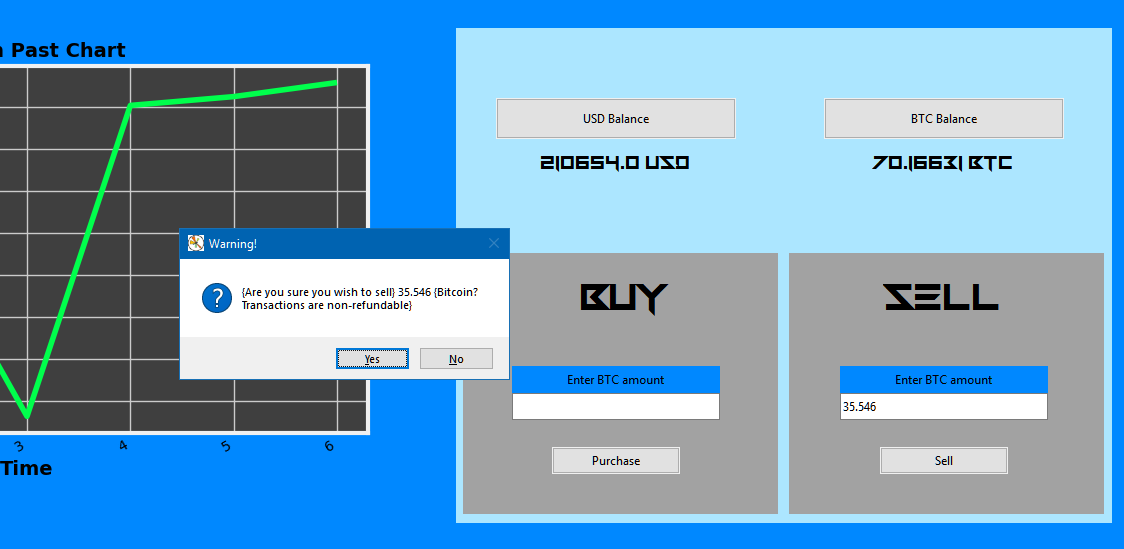 Past Chart
3
4
5
6
Time
USD Balance
BTC Balance
210654.0 USD
70.16631 BTC
Warning!
{Are you sure you wish to sell} 35.546 {Bitcoin?
Transactions are non-refundable}
Yes
No
BUY
SELL
Enter BTC amount
Enter BTC amount
35.546
Purchase
Sell